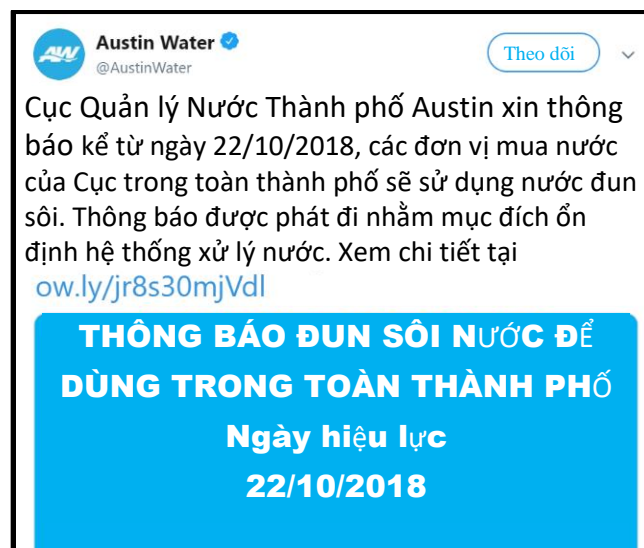 AW
Austin Water
@AustinWater
Theo dõi
Cục Quản lý Nước Thành phố Austin xin thông
báo kể từ ngày 22/10/2018, các đơn vị mua nước
của Cục trong toàn thành phố sẽ sử dụng nước đun
sôi. Thông báo được phát đi nhằm mục đích ổn
định hệ thống xử lý nước. Xem chi tiết tại
ow.ly/jr8s30mjVdl
THÔNG BÁO ĐUN SÔI NƯỚC ĐỂ
DÙNG TRONG TOÀN THÀNH PHỐ
Ngày hiệu lực
22/10/2018